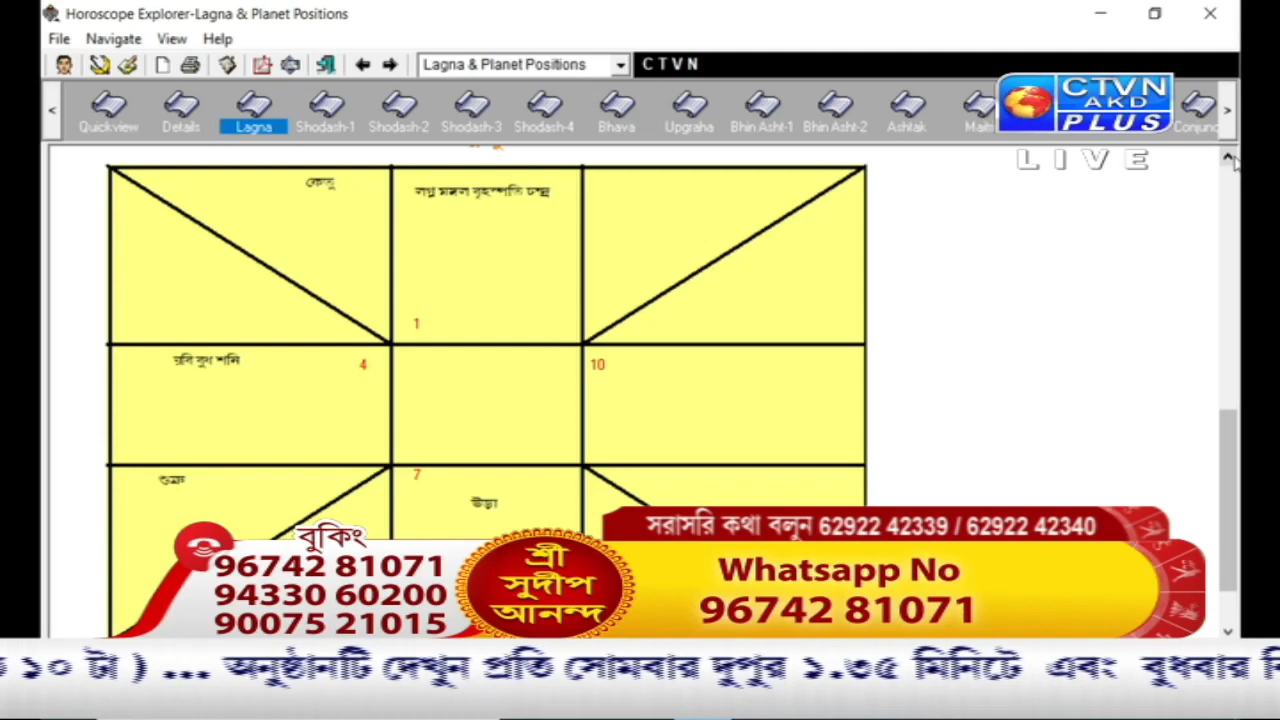 Horoscope Explorer-Lagna & Planet Positions
File Navigate View Help
Lagna & Planet Positions
CTVN
Quickview Details Lagna Shodash-1 Shodash-2 Shodash-3 Shodash-4 Bhava Upgraha Bhin Asht-1 Bhin Asht-2 Ashtak
CTVN
AKD
PLUS
LIVE
কেতু
লগ্ন মঙ্গল বৃহস্পতি চন্দ্র
1
রবি বুধ শনি
4
10
শুক্র
7
সরাসরি কথা বলুন 62922 42339 / 62922 42340
বুকিং
96742 81071
94330 60200
90075 21015
শ্রী
সুদীপ
আনন্দ
Whatsapp No
96742 81071
১০ টা ) ... অনুষ্ঠানটি দেখুন প্রতি সোমবার দুপুর ১.৩৫ মিনিটে এবং বুধবার